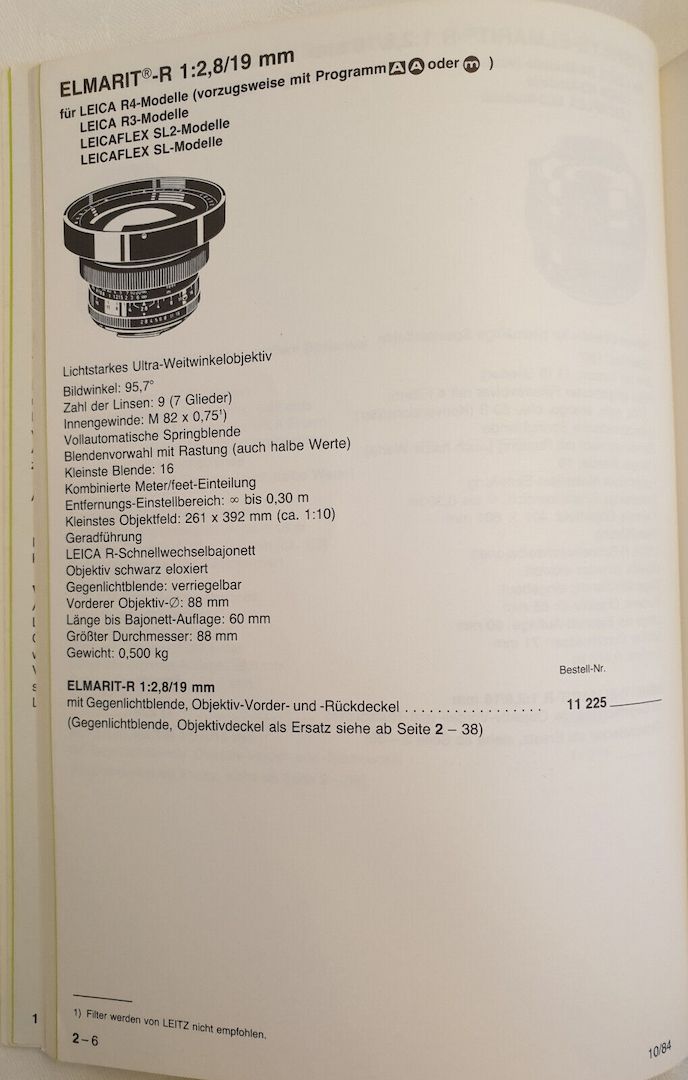 ELMARIT®-R 1:2,8/19 mm
für LEICA R4-Modelle (vorzugsweise mit Programm A A oder m )
LEICA R3-Modelle
LEICAFLEX SL2-Modelle
LEICAFLEX SL-Modelle
Lichtstarkes Ultra-Weitwinkelobjektiv
Bildwinkel: 95,7°
Zahl der Linsen: 9 (7 Glieder)
Innengewinde: M 82 x 0,75¹)
Vollautomatische Springblende
Blendenvorwahl mit Rastung (auch halbe Werte)
Kleinste Blende: 16
Kombinierte Meter/feet-Einteilung
Entfernungs-Einstellbereich: ∞ bis 0,30 m
Kleinstes Objektfeld: 261 x 392 mm (ca. 1:10)
Geradführung
LEICA R-Schnellwechselbajonett
Objektiv schwarz eloxiert
Gegenlichtblende: verriegelbar
Vorderer Objektiv-∅: 88 mm
Länge bis Bajonett-Auflage: 60 mm
Größter Durchmesser: 88 mm
Gewicht: 0,500 kg
Bestell-Nr.
ELMARIT-R 1:2,8/19 mm
mit Gegenlichtblende, Objektiv-Vorder- und -Rückdeckel . . . . . . . . . . . . . . . . . 11 225
(Gegenlichtblende, Objektivdeckel als Ersatz siehe ab Seite 2 – 38)
1) Filter werden von LEITZ nicht empfohlen.
2 – 6
10/84